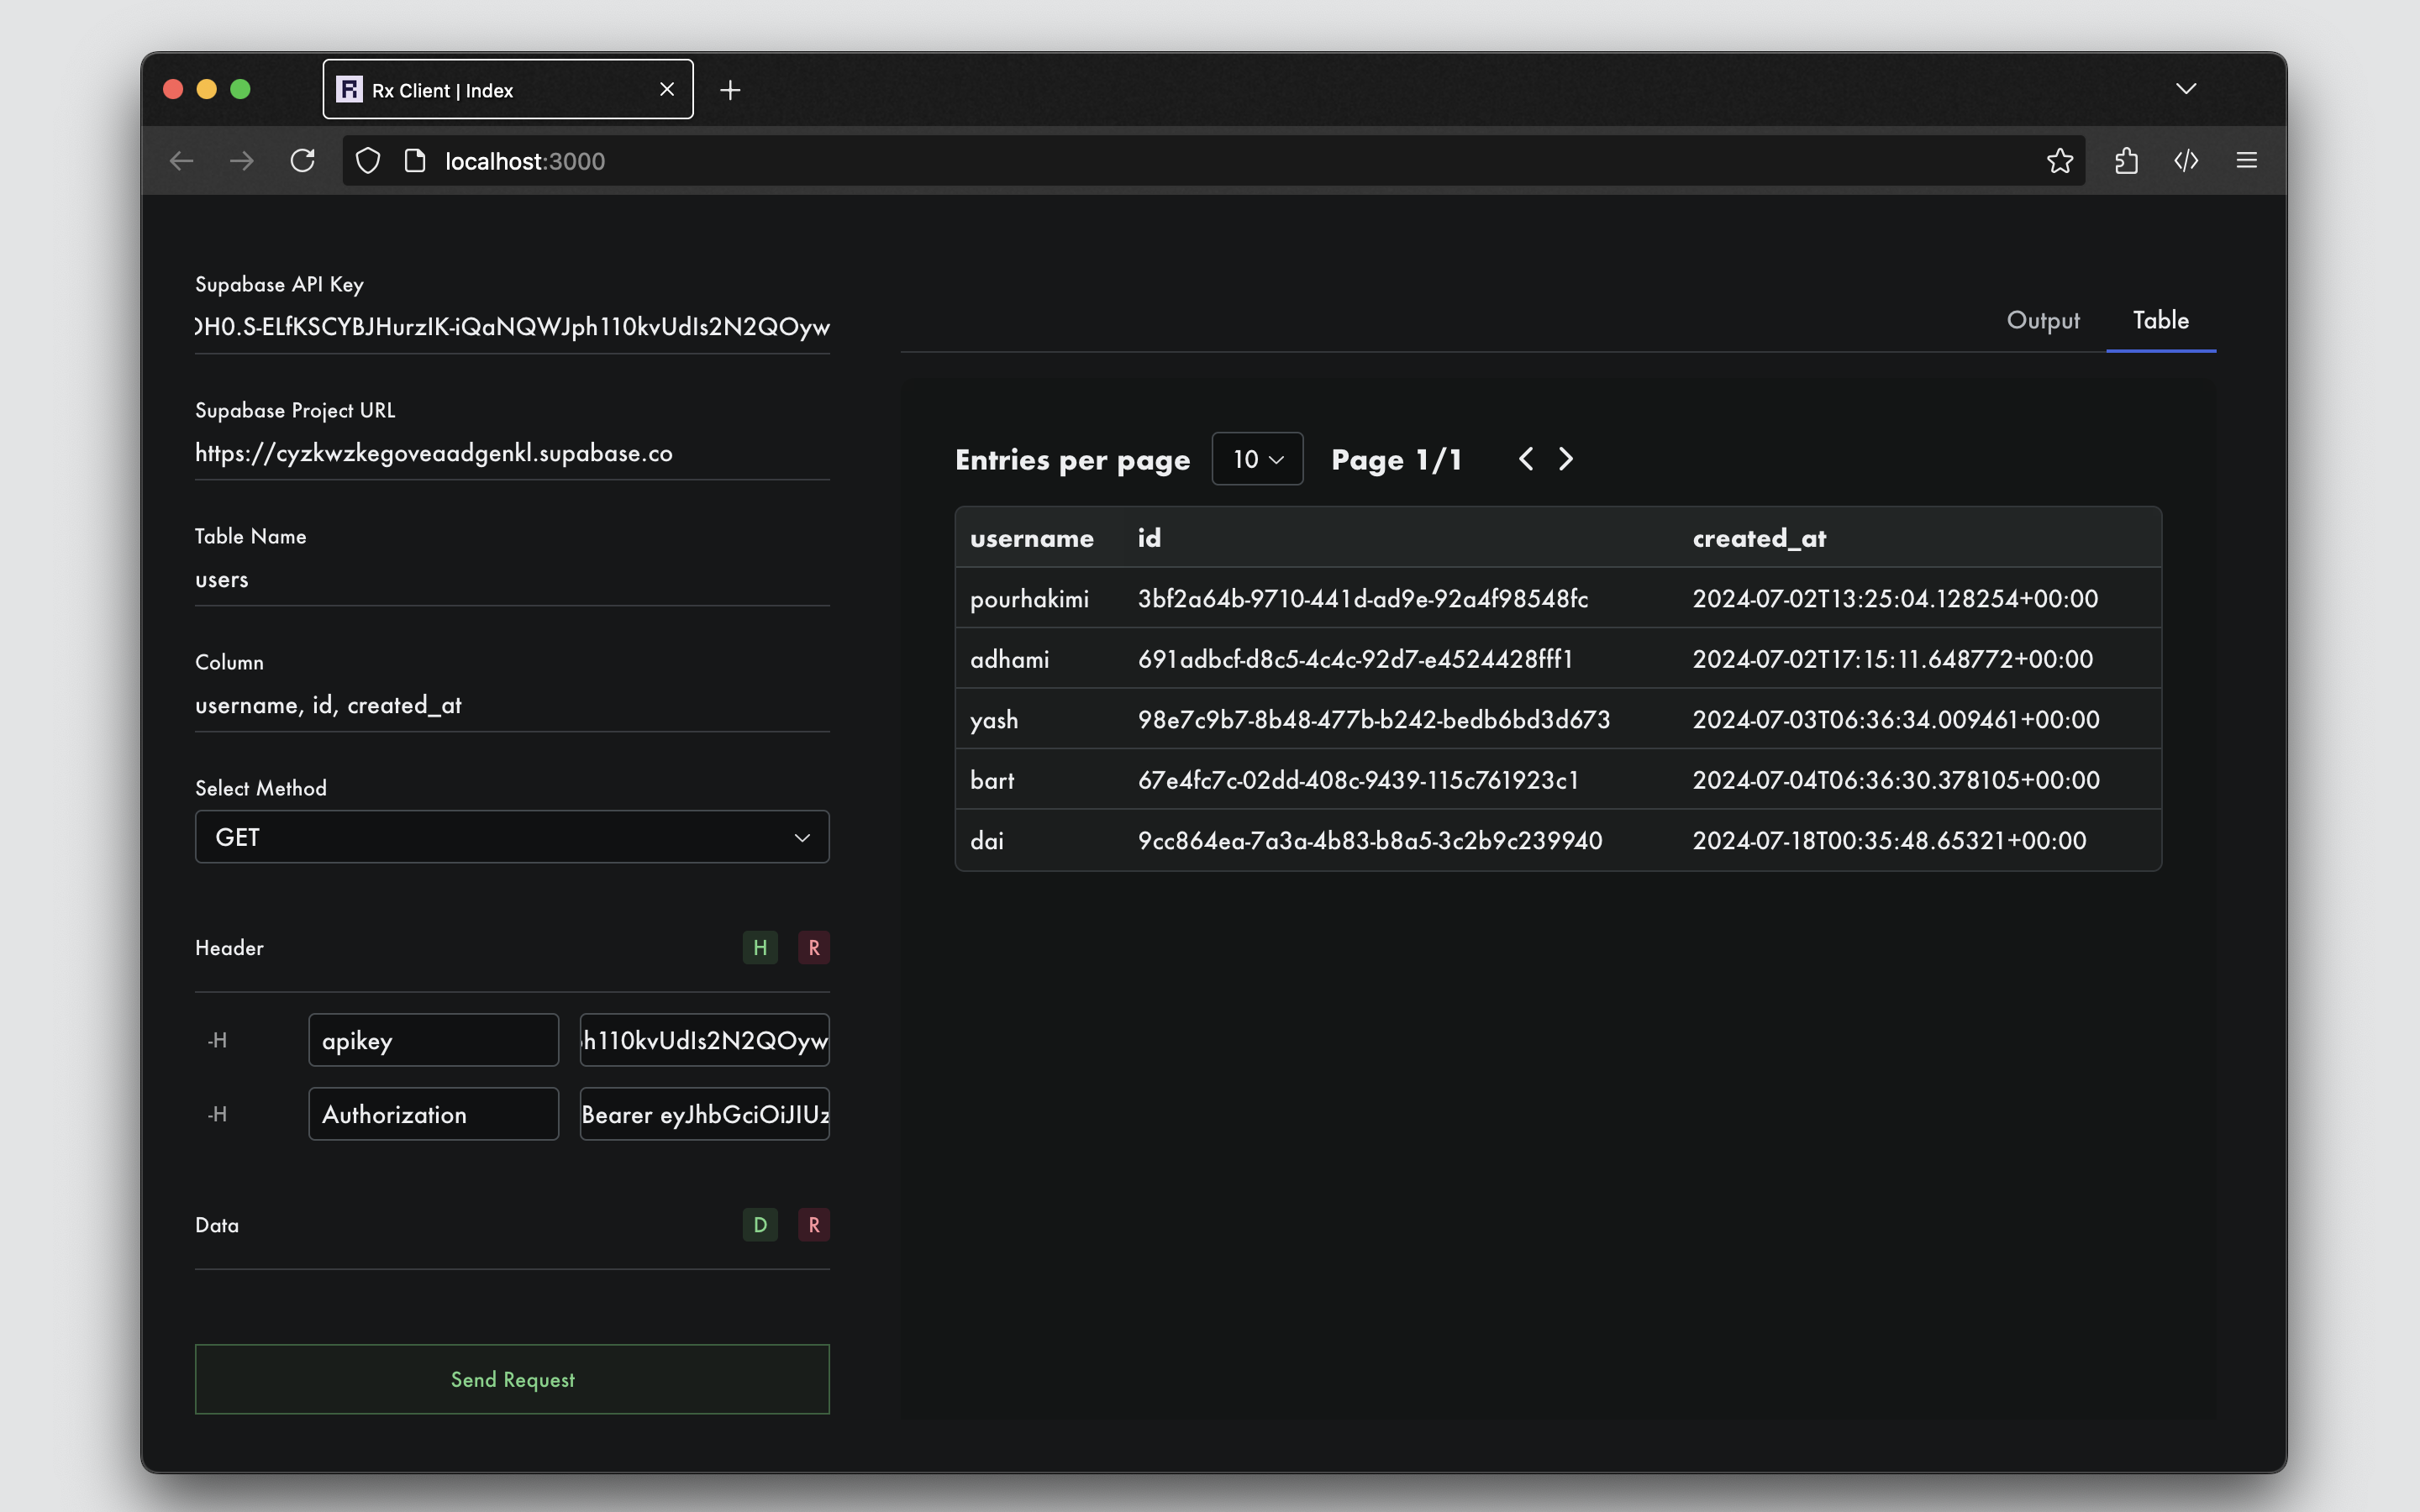 Rx Client | Index
localhost:3000
Supabase API Key
H0.S-ELfKSCYBJHurzIK-iQaNQWJph110kvUdIs2N2QOyw
Supabase Project URL
https://cyzkwzkegoveaadgenkl.supabase.co
Table Name
users
Column
username, id, created_at
Select Method
GET
Header H R
-H apikey h110kvUdIs2N2QOyw
-H Authorization Bearer eyJhbGciOiJIUz
Data D R
Send Request
Output Table
Entries per page 10 Page 1/1
username id created_at
pourhakimi 3bf2a64b-9710-441d-ad9e-92a4f98548fc 2024-07-02T13:25:04.128254+00:00
adhami 691adbcf-d8c5-4c4c-92d7-e4524428fff1 2024-07-02T17:15:11.648772+00:00
yash 98e7c9b7-8b48-477b-b242-bedb6bd3d673 2024-07-03T06:36:34.009461+00:00
bart 67e4fc7c-02dd-408c-9439-115c761923c1 2024-07-04T06:36:30.378105+00:00
dai 9cc864ea-7a3a-4b83-b8a5-3c2b9c239940 2024-07-18T00:35:48.65321+00:00